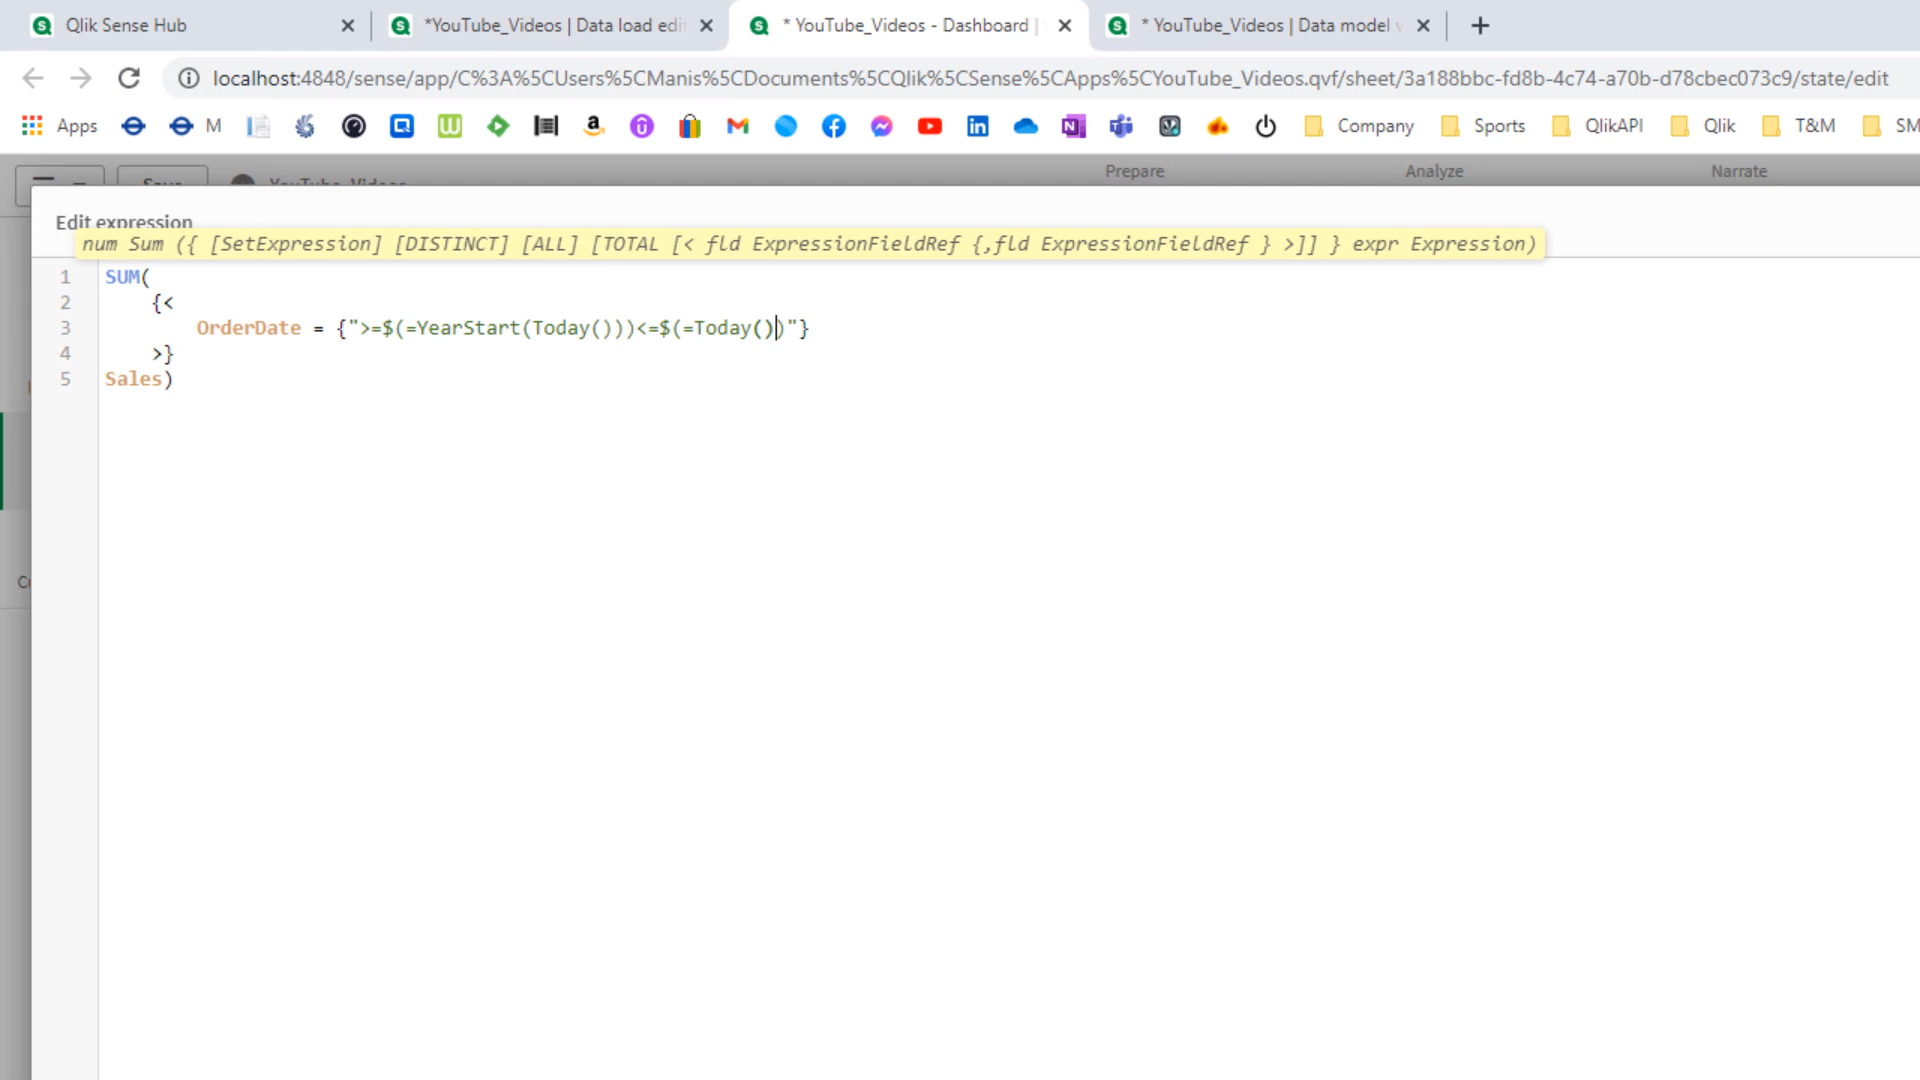 Qlik Sense Hub
*YouTube_Videos | Data load edi
* YouTube_Videos - Dashboard |
* YouTube_Videos | Data model v
localhost:4848/sense/app/C%3A%5CUsers%5CManis%5CDocuments%5CQlik%5CSense%5CApps%5CYouTube_Videos.qvf/sheet/3a188bbc-fd8b-4c74-a70b-d78cbec073c9/state/edit
Apps M Company Sports QlikAPI Qlik T&M SM
Save YouTube_Videos Prepare Analyze Narrate
Edit expression
num Sum ({ [SetExpression] [DISTINCT] [ALL] [TOTAL [< fld ExpressionFieldRef {,fld ExpressionFieldRef } >]] } expr Expression)
1 SUM(
2 {<
3 OrderDate = {">=$(=YearStart(Today()))<=$(=Today())"}
4 >}
5 Sales)